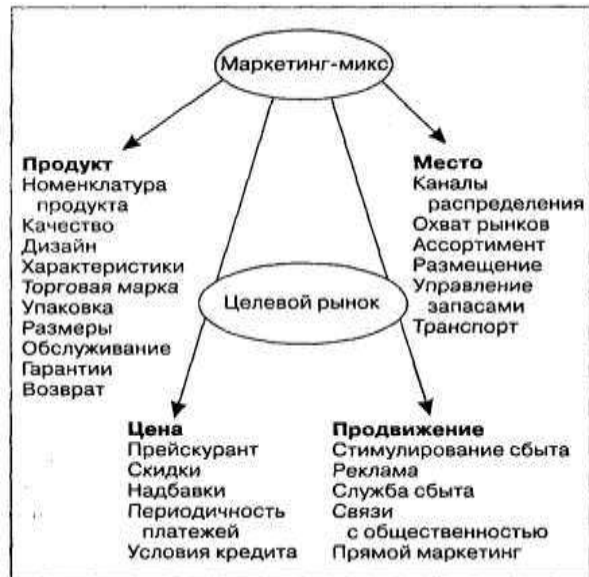 Маркетинг-микс
Продукт
Номенклатура
продукта
Качество
Дизайн
Характеристики
Торговая марка
Упаковка
Размеры
Обслуживание
Гарантии
Возврат
Место
Каналы
распределения
Охват рынков
Ассортимент
Размещение
Управление
запасами
Транспорт
Целевой рынок
Цена
Прейскурант
Скидки
Надбавки
Периодичность
платежей
Условия кредита
Продвижение
Стимулирование сбыта
Реклама
Служба сбыта
Связи
с общественностью
Прямой маркетинг